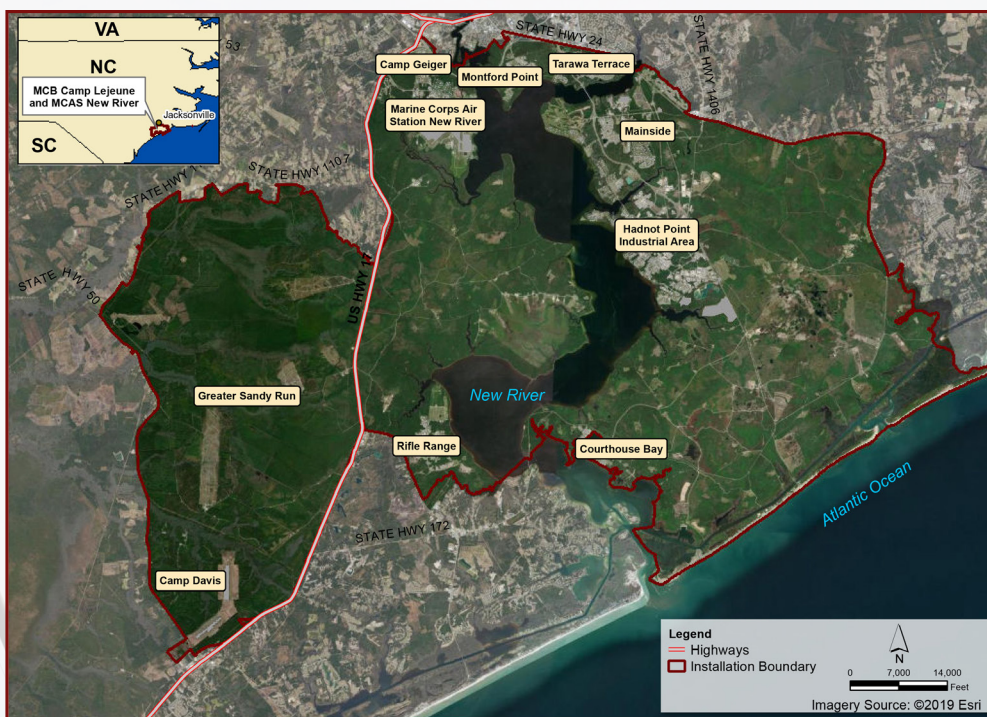 VA
NC
MCB Camp Lejeune
and MCAS New River
Jacksonville
SC
53
STATE HWY 24
Camp Geiger
Montford Point
Tarawa Terrace
Marine Corps Air
Station New River
Mainside
STATE HWY 1406
Hadnot Point
Industrial Area
STATE HWY 1
STATE HWY 1107
STATE HWY 50
US HWY 17
Greater Sandy Run
New River
Rifle Range
Courthouse Bay
Atlantic Ocean
STATE HWY 172
Camp Davis
Legend
Highways
Installation Boundary
N
0 7,000 14,000
Feet
Imagery Source: ©2019 Esri